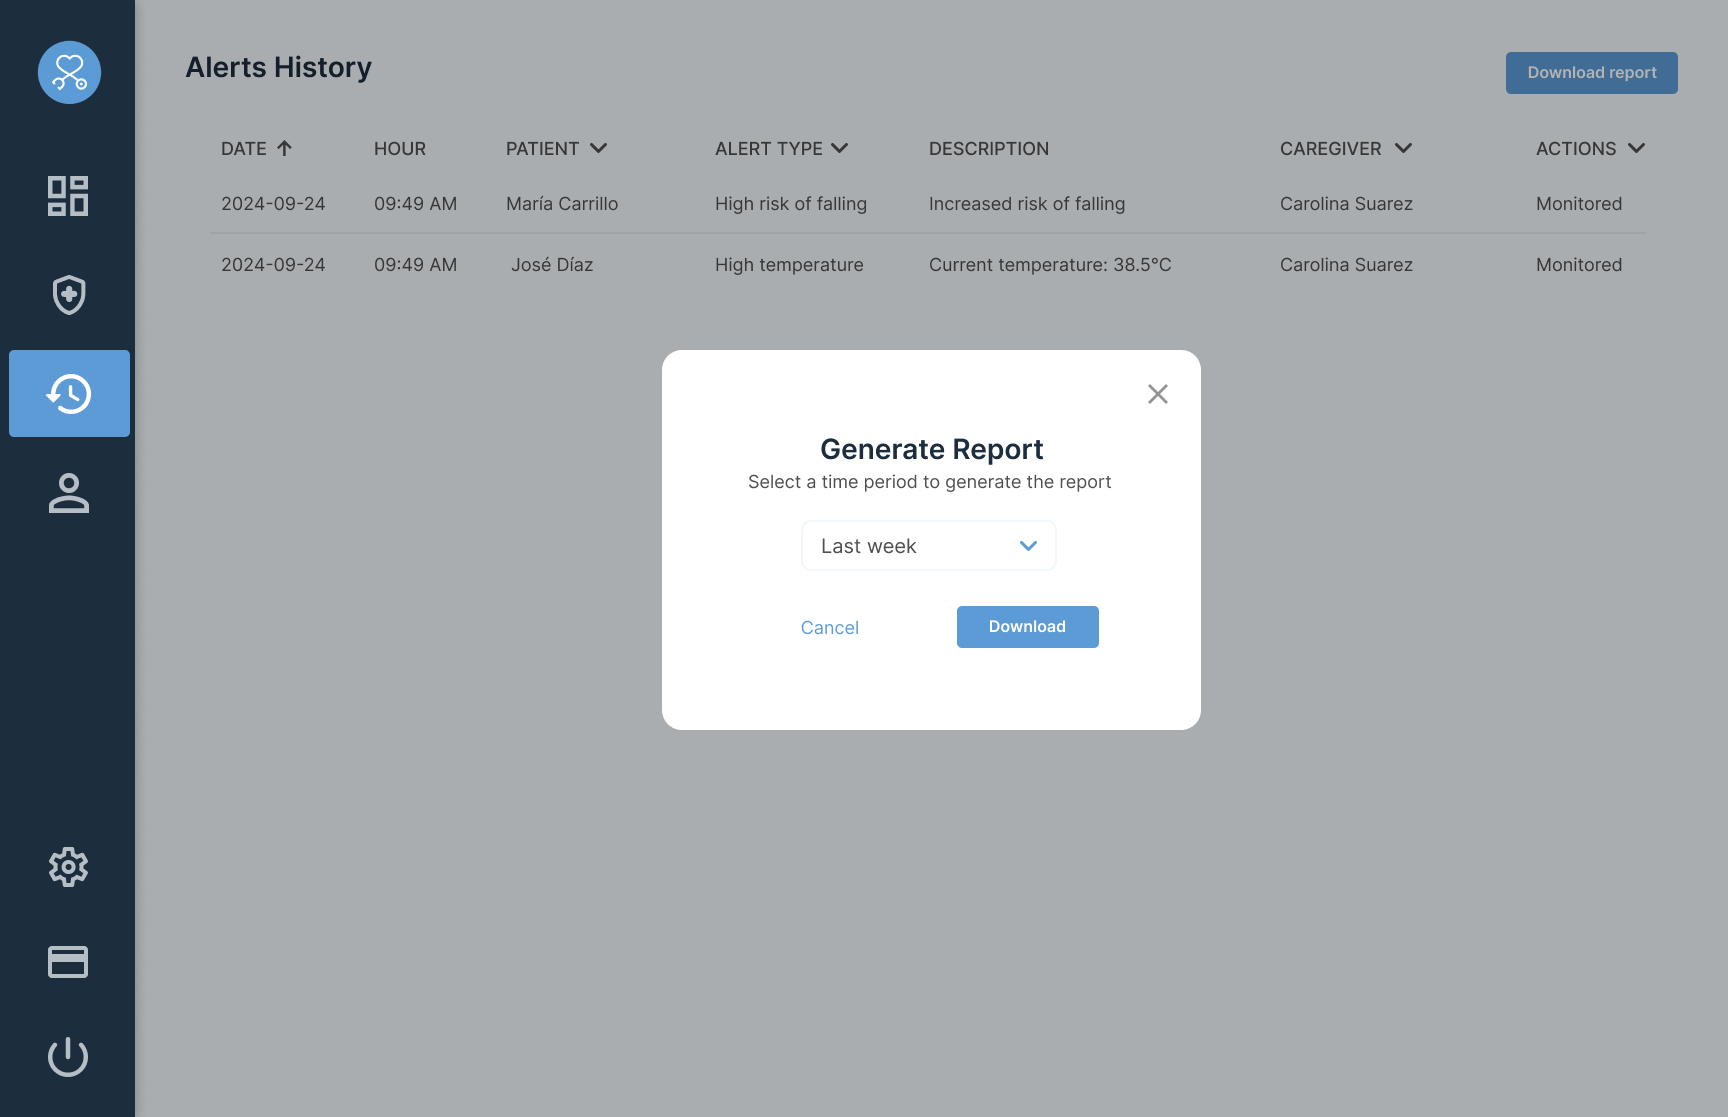 Alerts History
Download report
DATE HOUR PATIENT ALERT TYPE DESCRIPTION CAREGIVER ACTIONS
2024-09-24 09:49 AM María Carrillo High risk of falling Increased risk of falling Carolina Suarez Monitored
2024-09-24 09:49 AM José Díaz High temperature Current temperature: 38.5°C Carolina Suarez Monitored
Generate Report
Select a time period to generate the report
Last week
Cancel Download